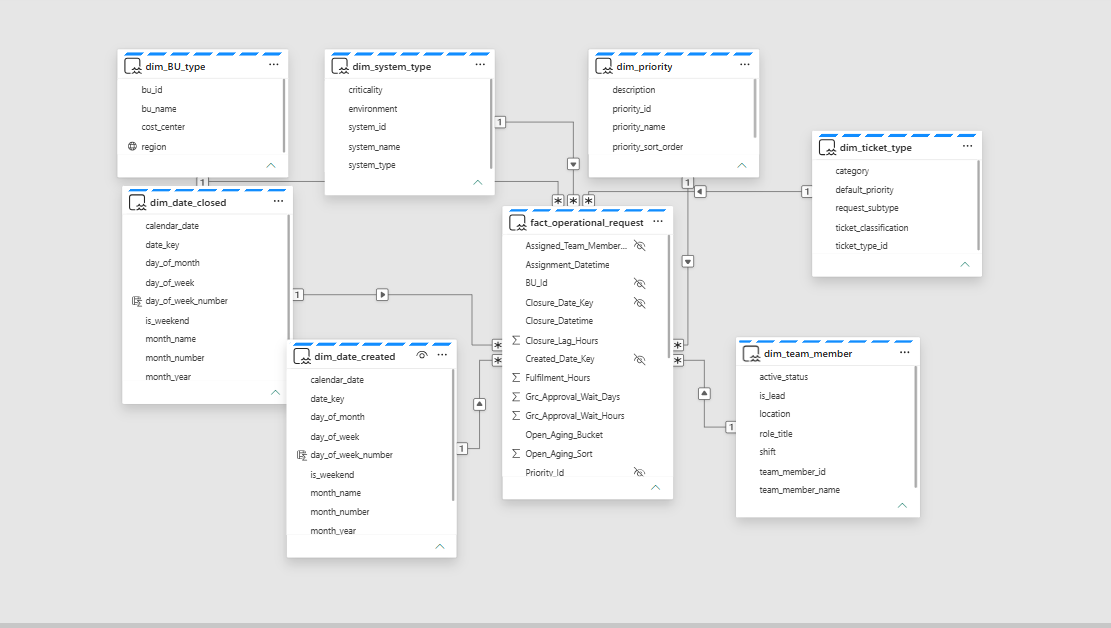 dim_BU_type
bu_id
bu_name
cost_center
region
dim_system_type
criticality
environment
system_id
system_name
system_type
dim_priority
description
priority_id
priority_name
priority_sort_order
dim_ticket_type
category
default_priority
request_subtype
ticket_classification
ticket_type_id
dim_date_closed
calendar_date
date_key
day_of_month
day_of_week
day_of_week_number
is_weekend
month_name
month_number
month_year
dim_date_created
calendar_date
date_key
day_of_month
day_of_week
day_of_week_number
is_weekend
month_name
month_number
month_year
fact_operational_request
Assigned_Team_Member...
Assignment_Datetime
BU_Id
Closure_Date_Key
Closure_Datetime
Closure_Lag_Hours
Created_Date_Key
Fulfilment_Hours
Grc_Approval_Wait_Days
Grc_Approval_Wait_Hours
Open_Aging_Bucket
Open_Aging_Sort
Priority_Id
dim_team_member
active_status
is_lead
location
role_title
shift
team_member_id
team_member_name
1
1
1
1
1
1
1